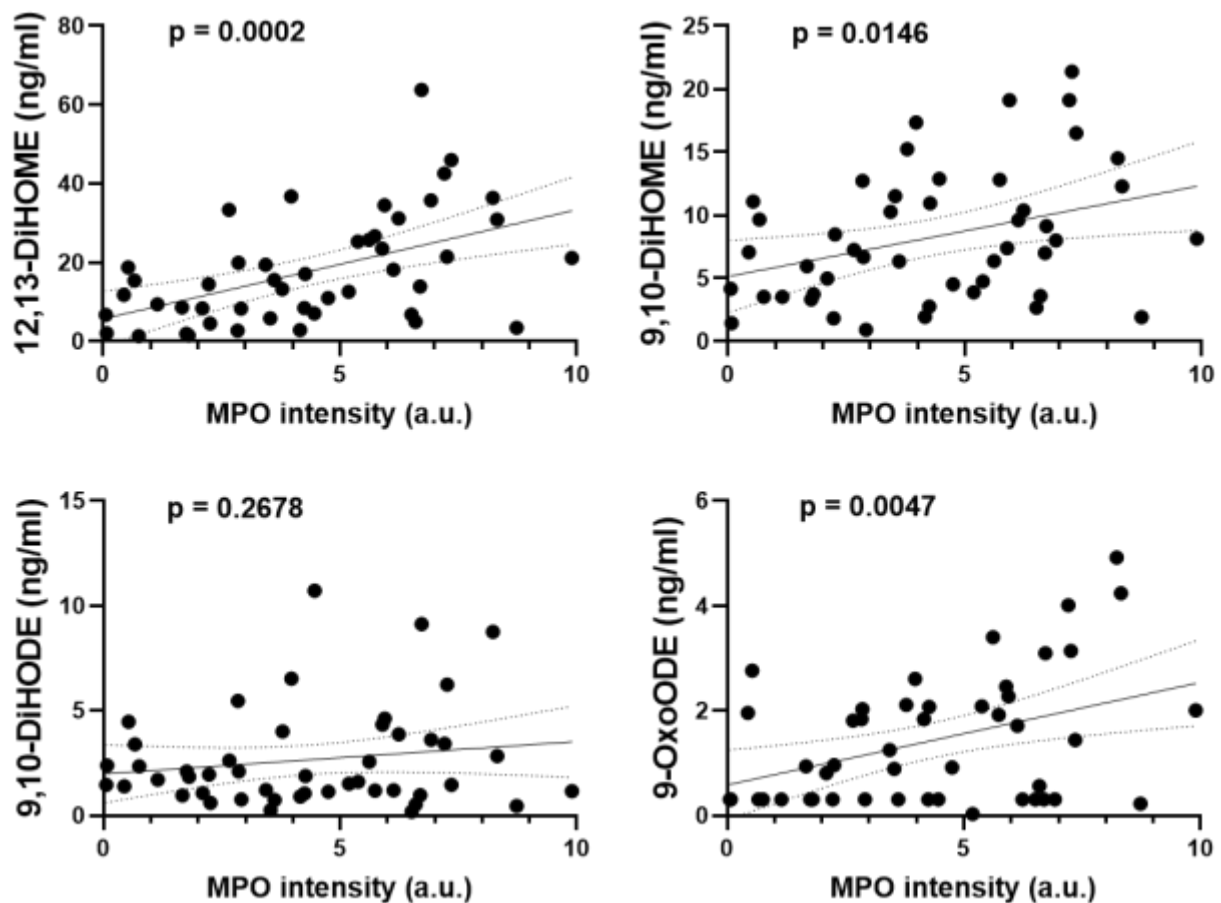 p = 0.0002
12,13-DiHOME (ng/ml)
80
60
40
20
0
0 5 10
MPO intensity (a.u.)
p = 0.0146
9,10-DiHOME (ng/ml)
25
20
15
10
5
0
0 5 10
MPO intensity (a.u.)
p = 0.2678
9,10-DiHODE (ng/ml)
15
10
5
0
0 5 10
MPO intensity (a.u.)
p = 0.0047
9-OxoODE (ng/ml)
6
4
2
0
0 5 10
MPO intensity (a.u.)